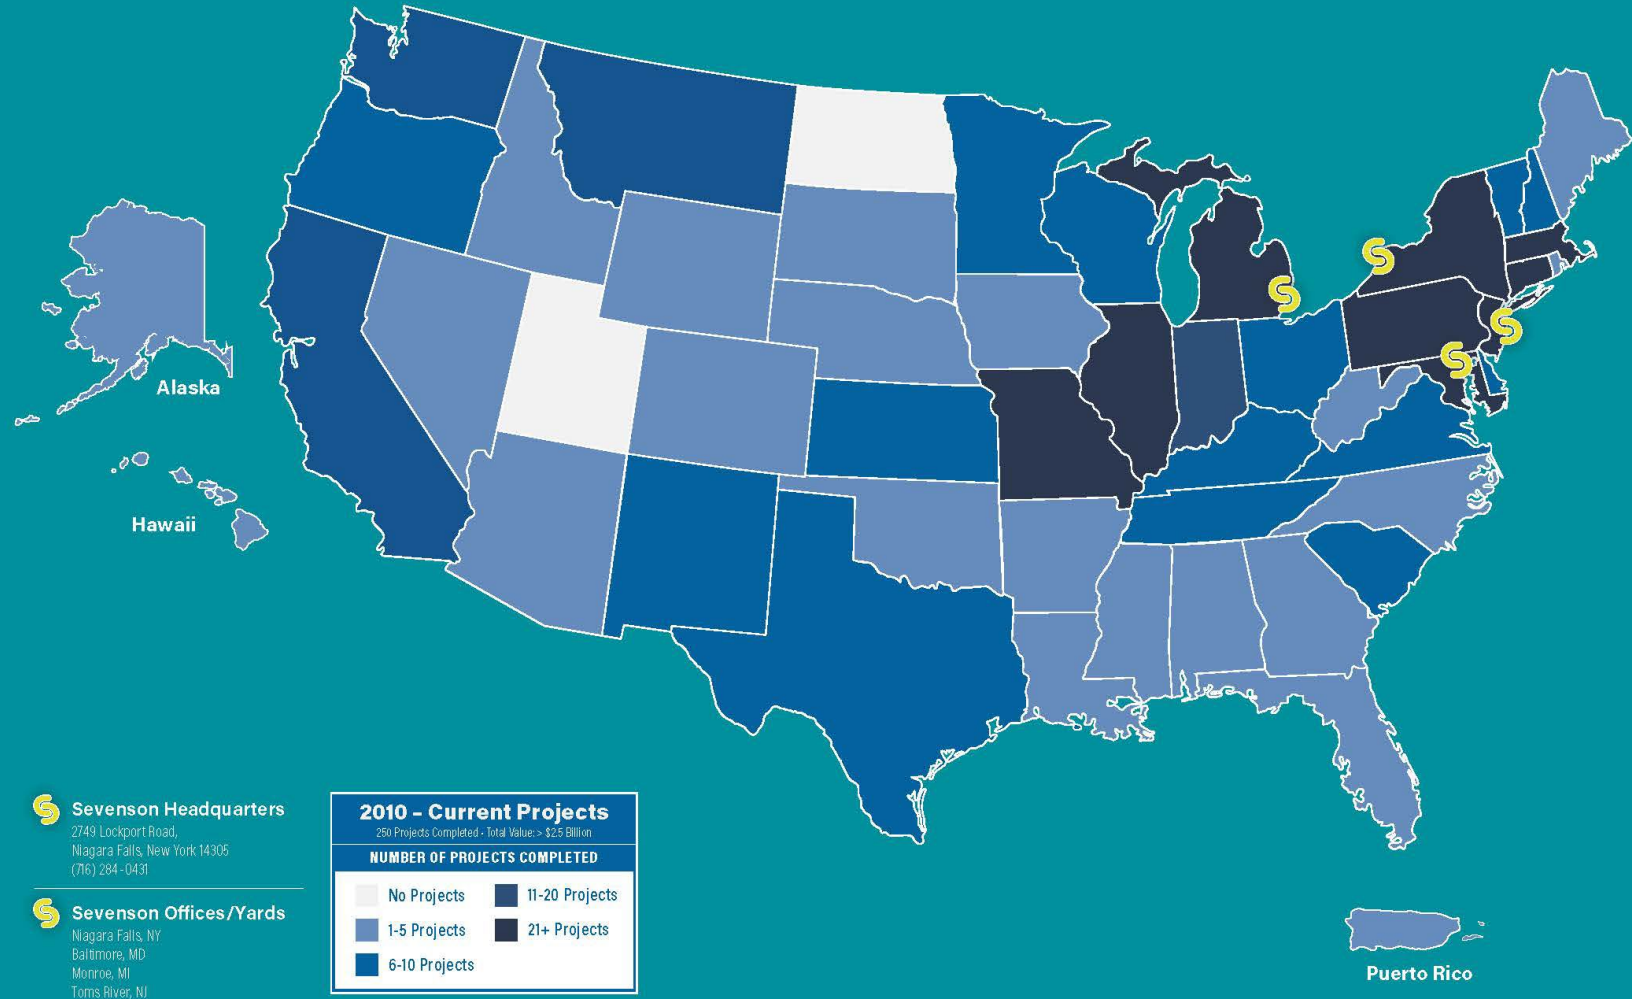 Alaska
Hawaii
Puerto Rico
Sevenson Headquarters
2749 Lockport Road,
Niagara Falls, New York 14305
(716) 284-0431
Sevenson Offices/Yards
Niagara Falls, NY
Baltimore, MD
Monroe, MI
Toms River, NJ
2010 – Current Projects
250 Projects Completed - Total Value: > $2.5 Billion
NUMBER OF PROJECTS COMPLETED
No Projects
1-5 Projects
6-10 Projects
11-20 Projects
21+ Projects